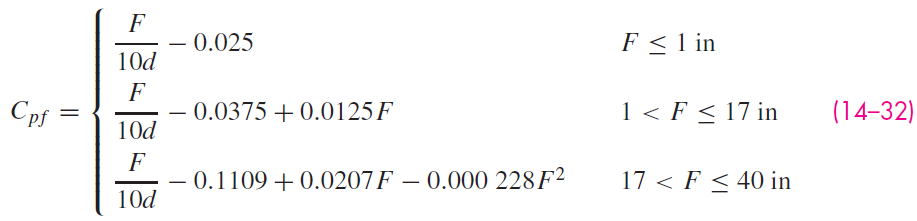 F/10d − 0.025 F ≤ 1 in
C_pf = { F/10d − 0.0375 + 0.0125F 1 < F ≤ 17 in (14–32)
F/10d − 0.1109 + 0.0207F − 0.000 228F² 17 < F ≤ 40 in